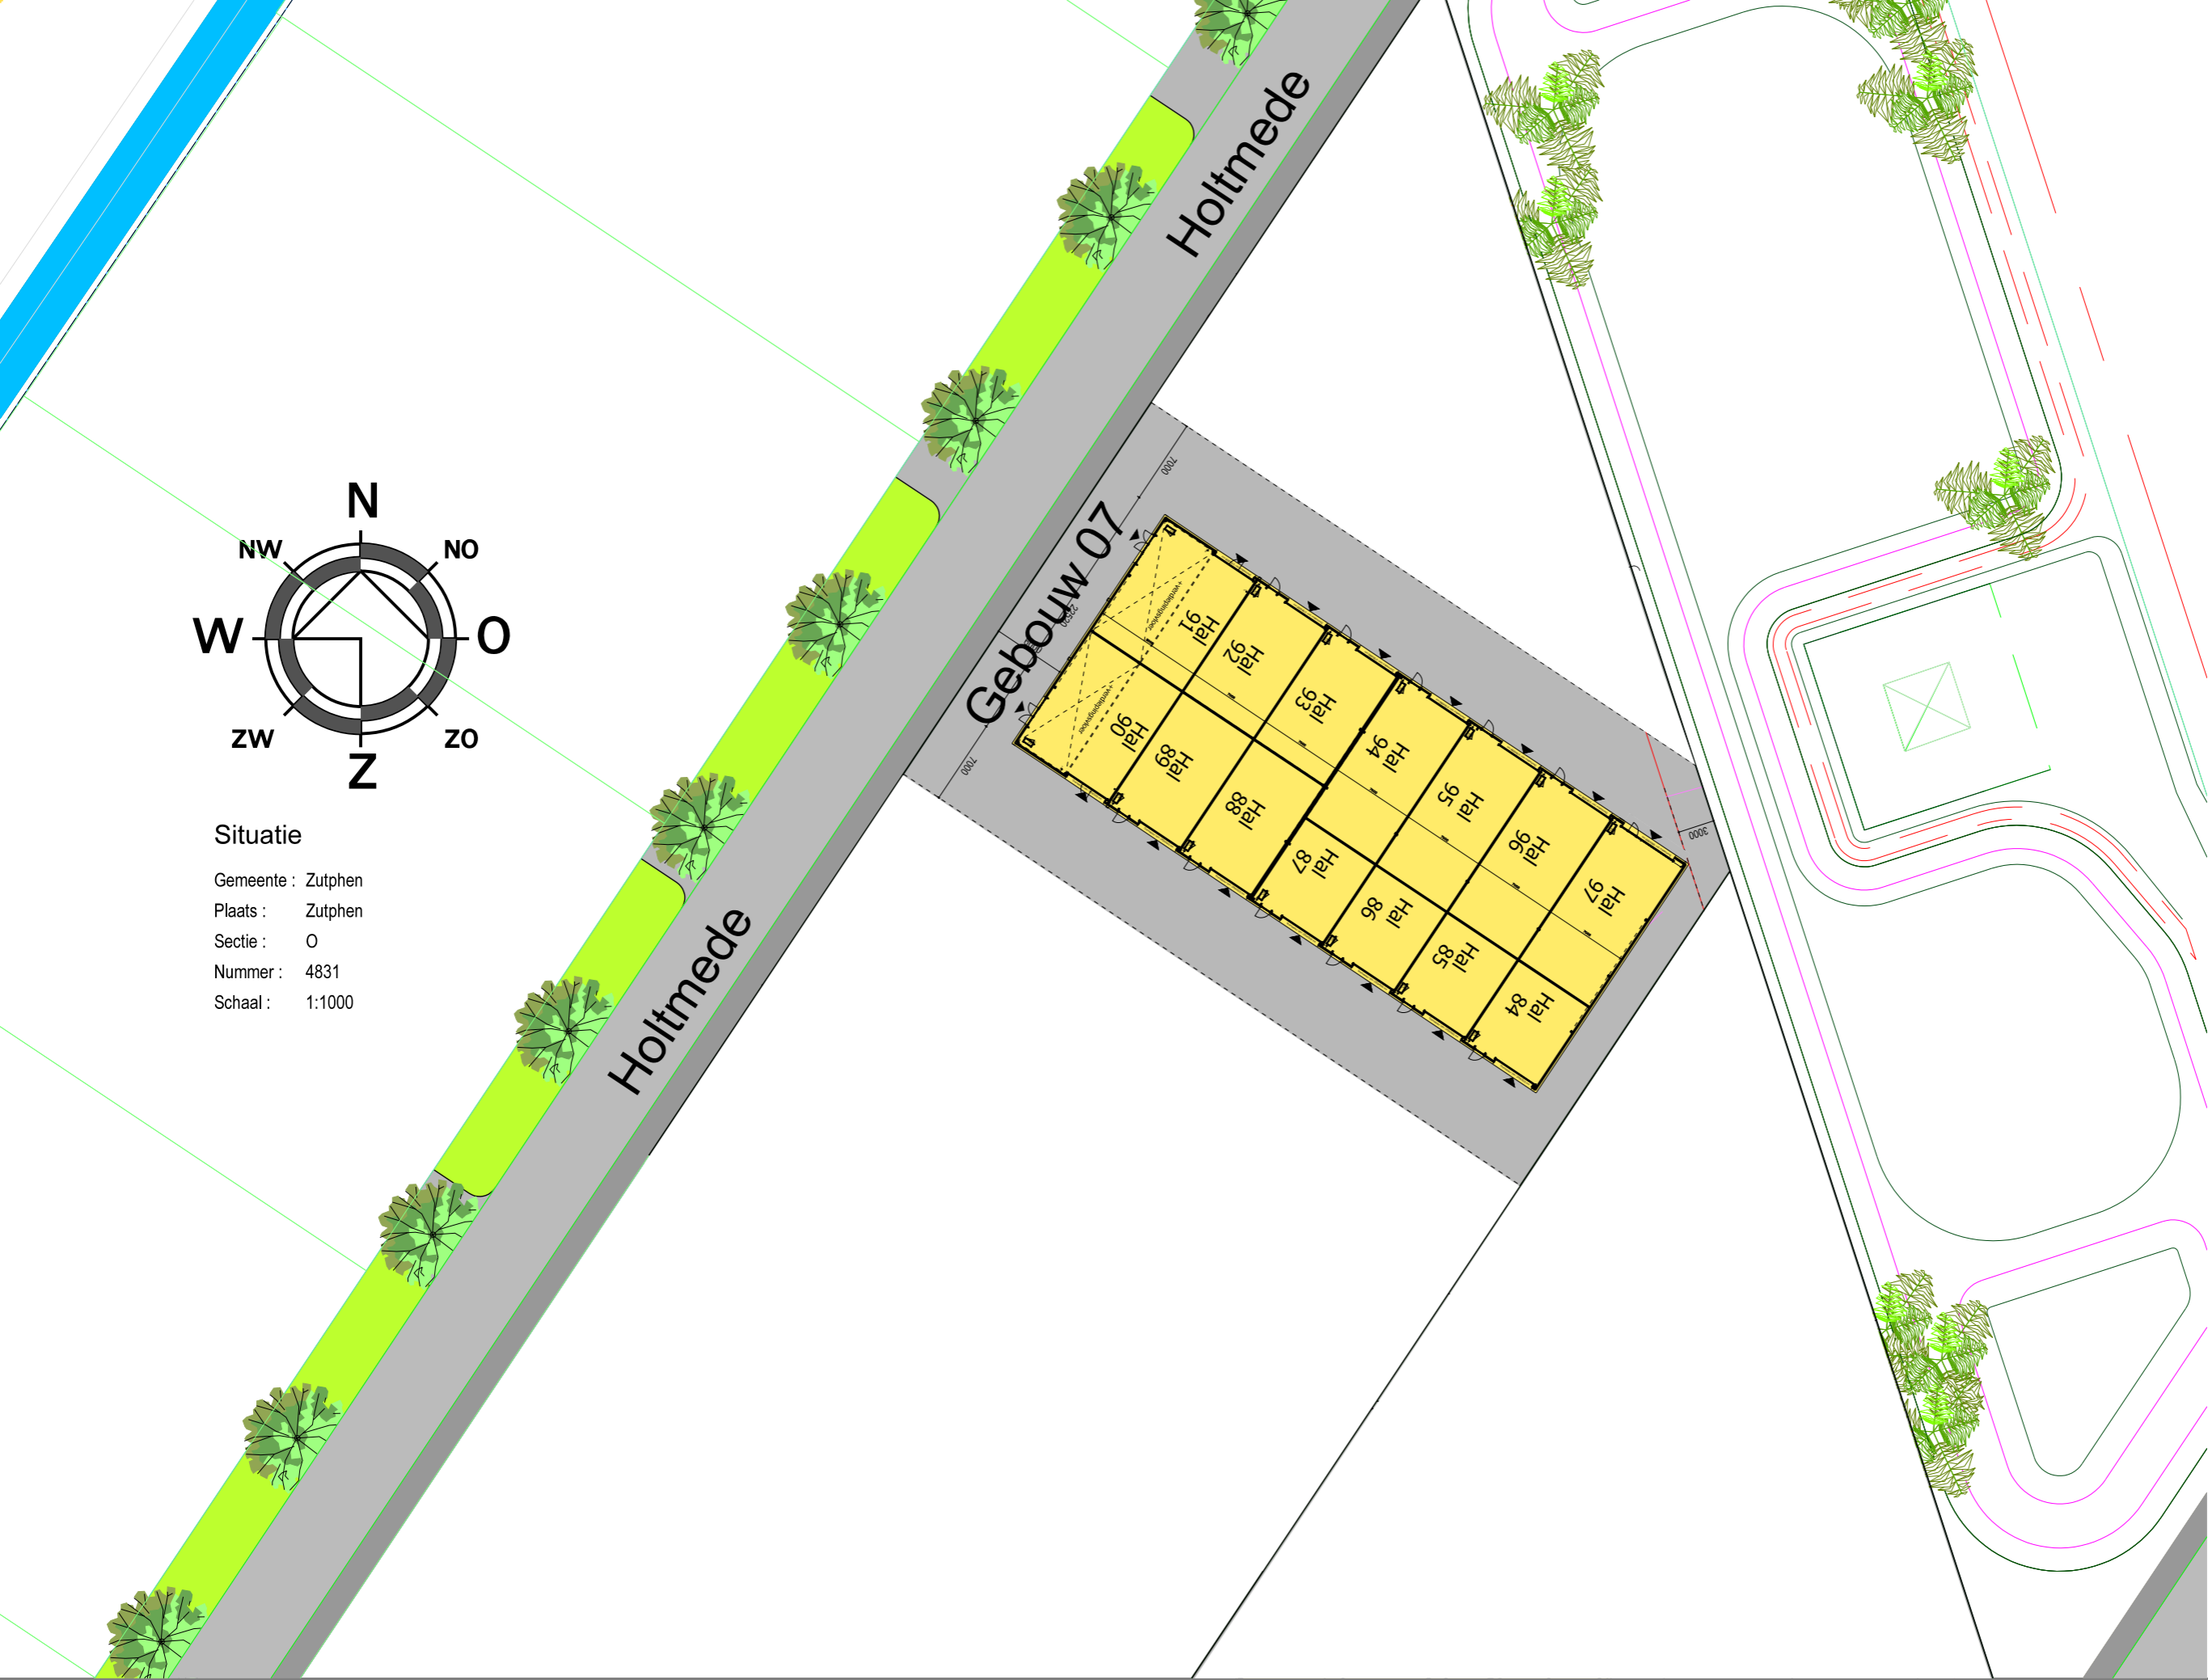 Holtmede
Gebouw 07
7000
7000
3000
Hal
91
Hal
92
Hal
93
Hal
94
Hal
95
Hal
96
Hal
97
Hal
90
Hal
89
Hal
88
Hal
87
Hal
86
Hal
85
Hal
84
+verdiepingsvloer
+verdiepingsvloer
N
NW
NO
W
O
ZW
ZO
Z
Situatie
Gemeente : Zutphen
Plaats : Zutphen
Sectie : O
Nummer : 4831
Schaal : 1:1000
Holtmede